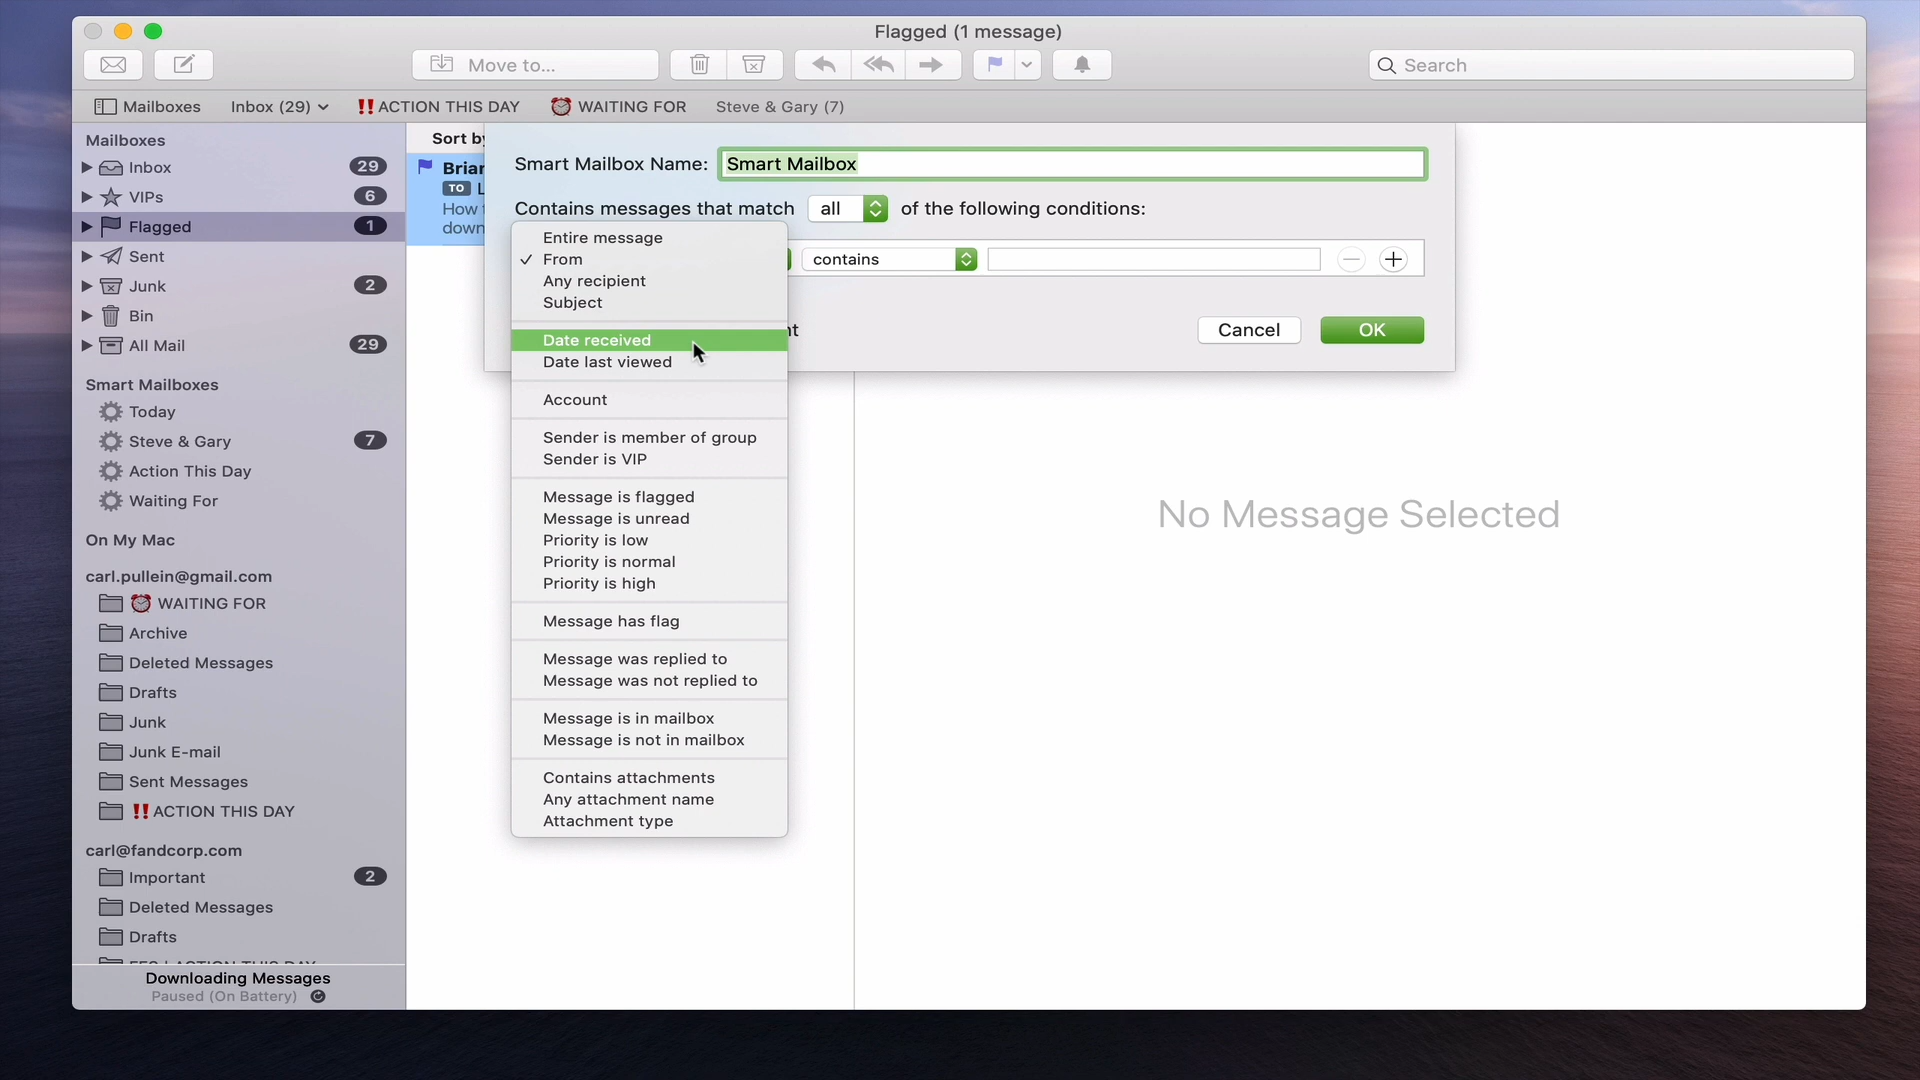 Flagged (1 message)
Move to...
Search
Mailboxes
Inbox (29)
‼️ACTION THIS DAY
⏰ WAITING FOR
Steve & Gary (7)
Mailboxes
Inbox 29
VIPs 6
Flagged 1
Sent
Junk 2
Bin
All Mail 29
Smart Mailboxes
Today
Steve & Gary 7
Action This Day
Waiting For
On My Mac
carl.pullein@gmail.com
⏰ WAITING FOR
Archive
Deleted Messages
Drafts
Junk
Junk E-mail
Sent Messages
‼️ACTION THIS DAY
carl@fandcorp.com
Important 2
Deleted Messages
Drafts
Downloading Messages
Paused (On Battery)
Sort by
Brian
TO L
How
down
Smart Mailbox Name: Smart Mailbox
Contains messages that match all of the following conditions:
contains
Cancel
OK
Entire message
✓ From
Any recipient
Subject
Date received
Date last viewed
Account
Sender is member of group
Sender is VIP
Message is flagged
Message is unread
Priority is low
Priority is normal
Priority is high
Message has flag
Message was replied to
Message was not replied to
Message is in mailbox
Message is not in mailbox
Contains attachments
Any attachment name
Attachment type
No Message Selected